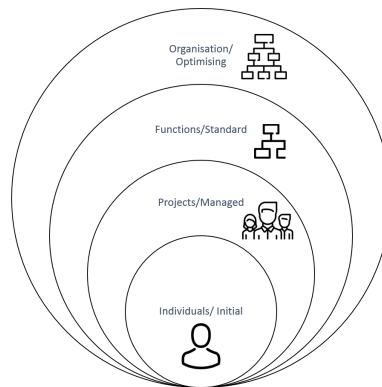 Organisation/
Optimising
Functions/Standard
Projects/Managed
Individuals/ Initial